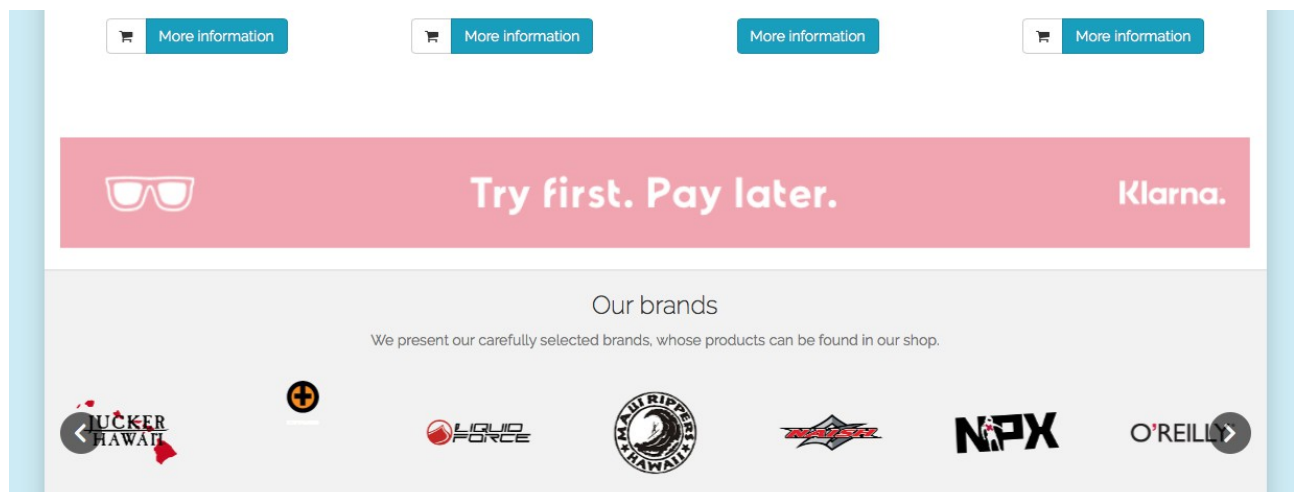 More information
More information
More information
More information
Try first. Pay later.
Klarna.
Our brands
We present our carefully selected brands, whose products can be found in our shop.
JUCKER
HAWAII
LIQUID
FORCE
MAUI RIPPERS
HAWAII
NAISH
NPX
O'REILLY